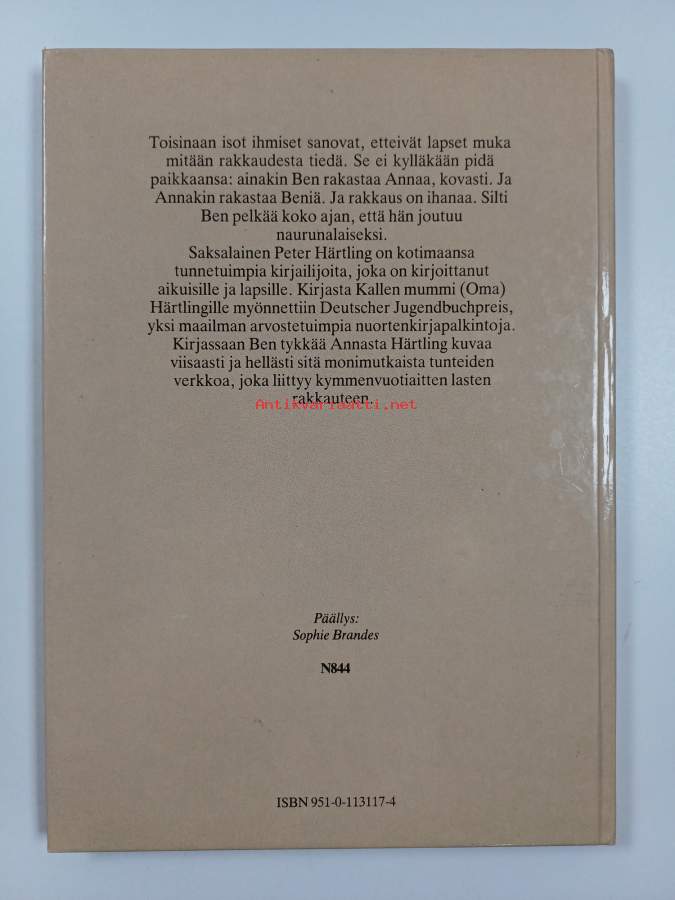 Toisinaan isot ihmiset sanovat, etteivät lapset muka
mitään rakkaudesta tiedä. Se ei kylläkään pidä
paikkaansa: ainakin Ben rakastaa Annaa, kovasti. Ja
Annakin rakastaa Beniä. Ja rakkaus on ihanaa. Silti
Ben pelkää koko ajan, että hän joutuu
naurunalaiseksi.
Saksalainen Peter Härtling on kotimaansa
tunnetuimpia kirjailijoita, joka on kirjoittanut
aikuisille ja lapsille. Kirjasta Kallen mummi (Oma)
Härtlingille myönnettiin Deutscher Jugendbuchpreis,
yksi maailman arvostetuimpia nuortenkirjapalkintoja.
Kirjassaan Ben tykkää Annasta Härtling kuvaa
viisaasti ja hellästi sitä monimutkaista tunteiden
verkkoa, joka liittyy kymmenvuotiaitten lasten
rakkauteen.
Antikvariaatti.net
Päällys:
Sophie Brandes
N844
ISBN 951-0-113117-4